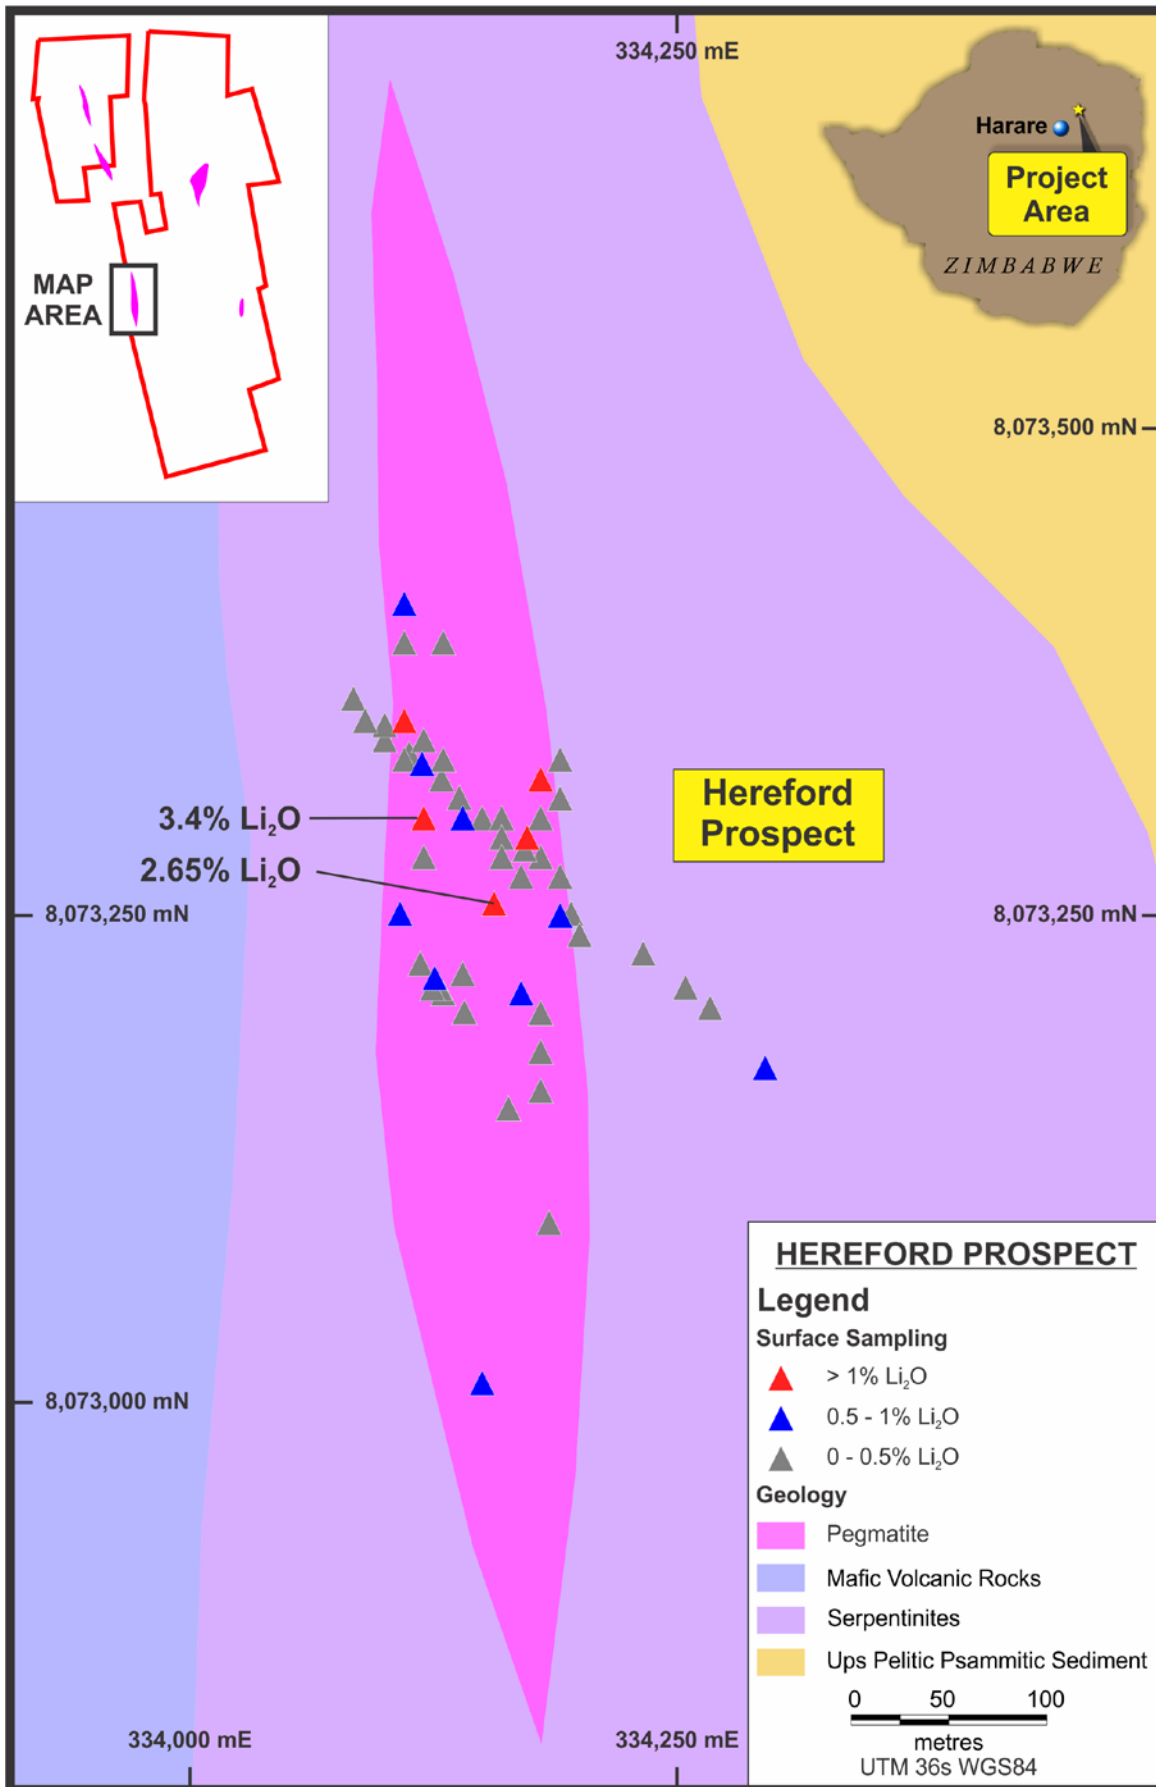 334,250 mE
Harare
Project
Area
ZIMBABWE
MAP
AREA
8,073,500 mN
Hereford
Prospect
3.4% Li₂O
2.65% Li₂O
8,073,250 mN
8,073,250 mN
8,073,000 mN
HEREFORD PROSPECT
Legend
Surface Sampling
> 1% Li₂O
0.5 - 1% Li₂O
0 - 0.5% Li₂O
Geology
Pegmatite
Mafic Volcanic Rocks
Serpentinites
Ups Pelitic Psammitic Sediment
0 50 100
metres
UTM 36s WGS84
334,000 mE
334,250 mE